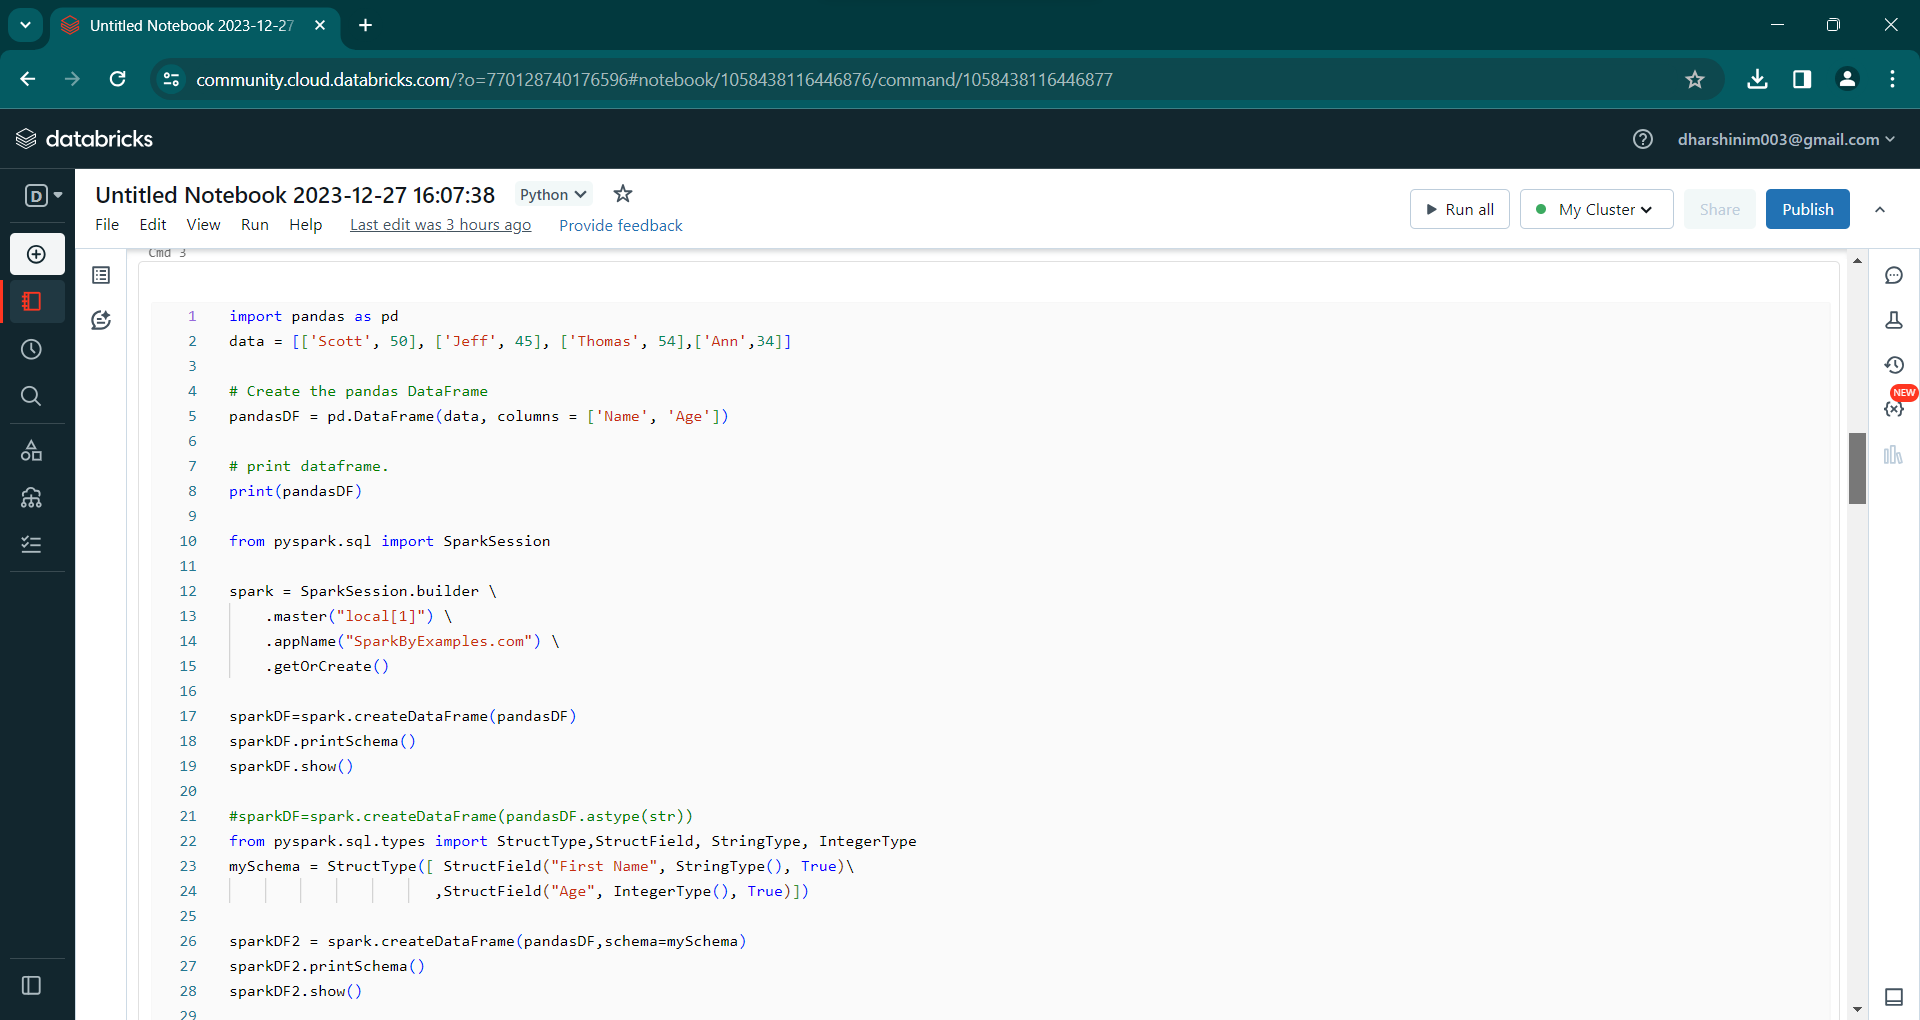 Untitled Notebook 2023-12-27
community.cloud.databricks.com/?o=770128740176596#notebook/1058438116446876/command/1058438116446877
databricks
dharshinim003@gmail.com
D
Untitled Notebook 2023-12-27 16:07:38 Python
File Edit View Run Help Last edit was 3 hours ago Provide feedback
Run all My Cluster Share Publish
Cmd 3
NEW
1 import pandas as pd
2 data = [['Scott', 50], ['Jeff', 45], ['Thomas', 54],['Ann',34]]
3
4 # Create the pandas DataFrame
5 pandasDF = pd.DataFrame(data, columns = ['Name', 'Age'])
6
7 # print dataframe.
8 print(pandasDF)
9
10 from pyspark.sql import SparkSession
11
12 spark = SparkSession.builder \
13 .master("local[1]") \
14 .appName("SparkByExamples.com") \
15 .getOrCreate()
16
17 sparkDF=spark.createDataFrame(pandasDF)
18 sparkDF.printSchema()
19 sparkDF.show()
20
21 #sparkDF=spark.createDataFrame(pandasDF.astype(str))
22 from pyspark.sql.types import StructType,StructField, StringType, IntegerType
23 mySchema = StructType([ StructField("First Name", StringType(), True)\
24 ,StructField("Age", IntegerType(), True)])
25
26 sparkDF2 = spark.createDataFrame(pandasDF,schema=mySchema)
27 sparkDF2.printSchema()
28 sparkDF2.show()
29